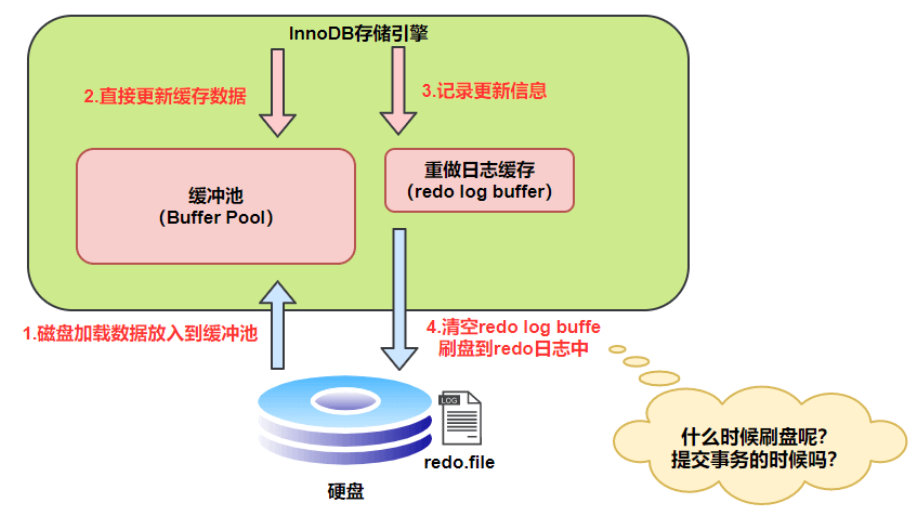 InnoDB存储引擎
2.直接更新缓存数据
3.记录更新信息
缓冲池
（Buffer Pool）
重做日志缓存
（redo log buffer）
1.磁盘加载数据放入到缓冲池
4.清空redo log buffe
刷盘到redo日志中
LOG
redo.file
硬盘
什么时候刷盘呢？
提交事务的时候吗？